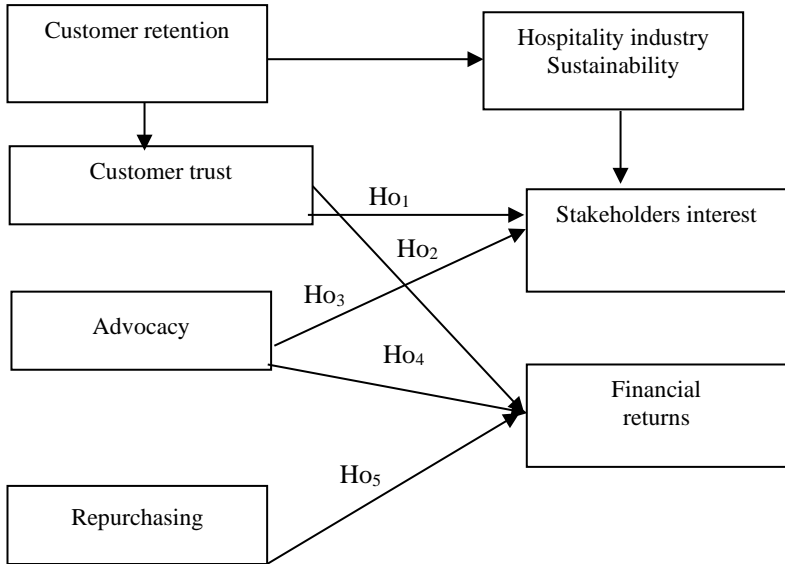 Customer retention
Hospitality industry
Sustainability
Customer trust
Ho₁
Stakeholders interest
Ho₂
Ho₃
Advocacy
Ho₄
Financial
returns
Ho₅
Repurchasing